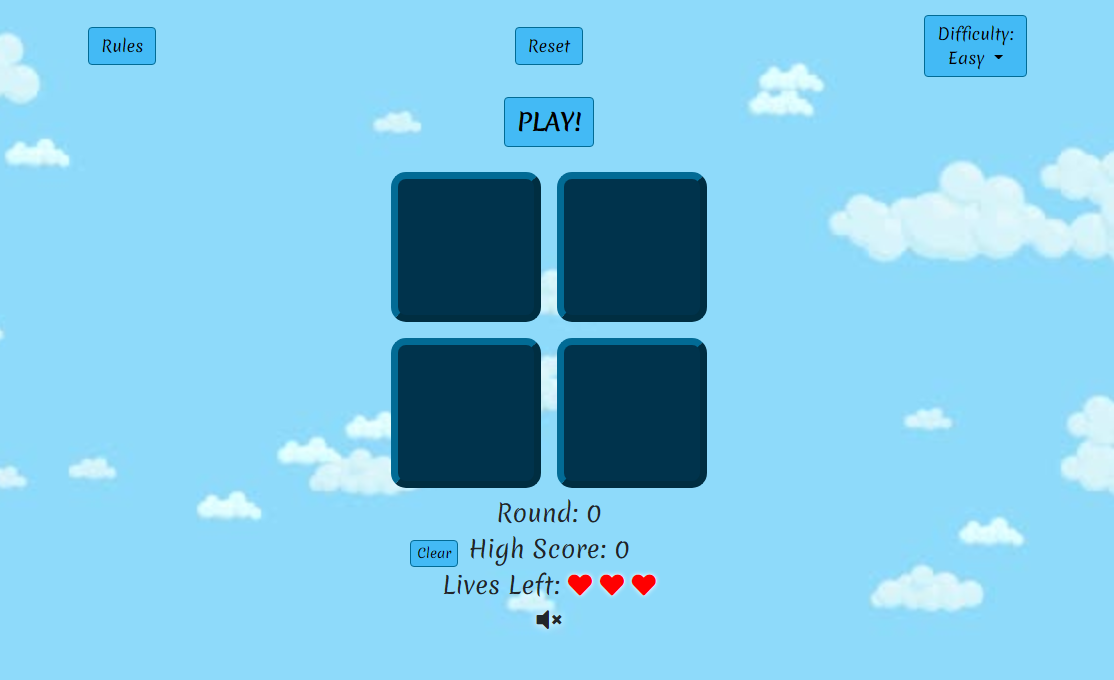 Rules
Reset
Difficulty:
Easy
PLAY!
Round: 0
Clear
High Score: 0
Lives Left: